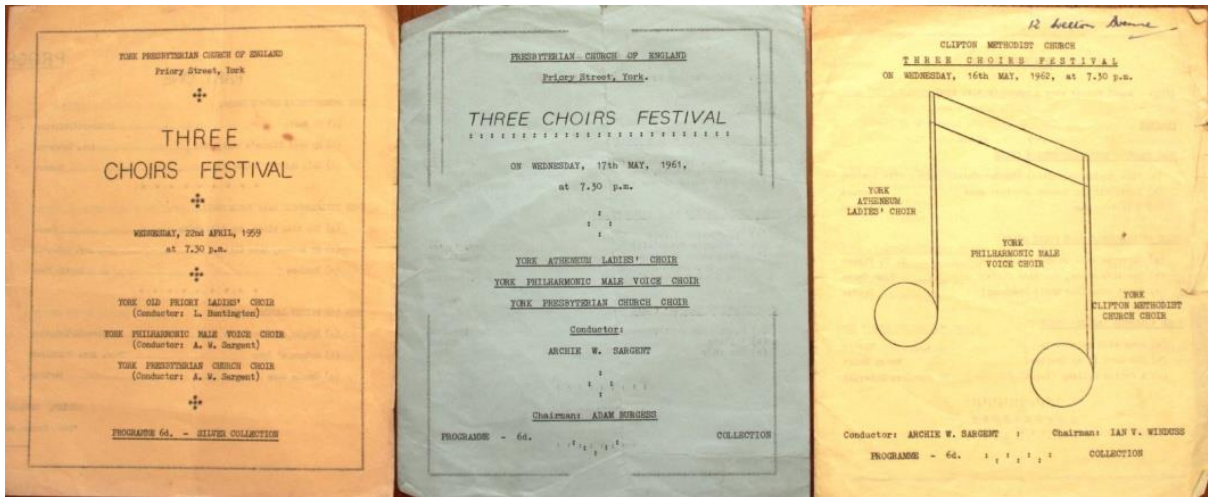 YORK PRESBYTERIAN CHURCH OF ENGLAND
Priory Street, York
THREE
CHOIRS FESTIVAL
WEDNESDAY, 22nd APRIL, 1959
at 7.30 p.m.
YORK OLD PRIORY LADIES' CHOIR
(Conductor: L. Huntington)
YORK PHILHARMONIC MALE VOICE CHOIR
(Conductor: A. W. Sargent)
YORK PRESBYTERIAN CHURCH CHOIR
(Conductor: A. W. Sargent)
PROGRAMME 6d. - SILVER COLLECTION
PRESBYTERIAN CHURCH OF ENGLAND
Priory Street, York.
THREE CHOIRS FESTIVAL
ON WEDNESDAY, 17th MAY, 1961,
at 7.30 p.m.
YORK ATHENEUM LADIES' CHOIR
YORK PHILHARMONIC MALE VOICE CHOIR
YORK PRESBYTERIAN CHURCH CHOIR
Conductor:
ARCHIE W. SARGENT
Chairman: ADAM BURGESS
PROGRAMME - 6d. COLLECTION
12 Avenue
CLIFTON METHODIST CHURCH
THREE CHOIRS FESTIVAL
ON WEDNESDAY, 16th MAY, 1962, at 7.30 p.m.
YORK
ATHENEUM
LADIES' CHOIR
YORK
PHILHARMONIC MALE
VOICE CHOIR
YORK
CLIFTON METHODIST
CHURCH CHOIR
Conductor: ARCHIE W. SARGENT : Chairman: IAN V. WINDUSS
PROGRAMME - 6d. COLLECTION